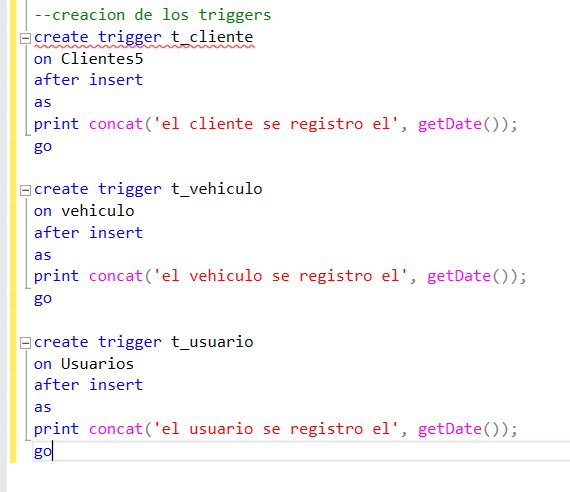 --creacion de los triggers
create trigger t_cliente
on Clientes5
after insert
as
print concat('el cliente se registro el', getDate());
go
create trigger t_vehiculo
on vehiculo
after insert
as
print concat('el vehiculo se registro el', getDate());
go
create trigger t_usuario
on Usuarios
after insert
as
print concat('el usuario se registro el', getDate());
go